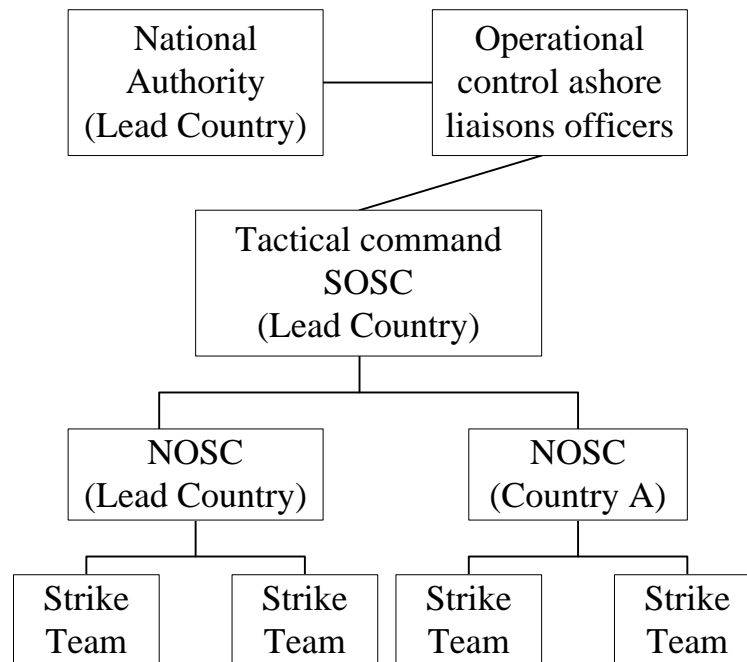 National
Authority
(Lead Country)
Operational
control ashore
liaisons officers
Tactical command
SOSC
(Lead Country)
NOSC
(Lead Country)
NOSC
(Country A)
Strike
Team
Strike
Team
Strike
Team
Strike
Team